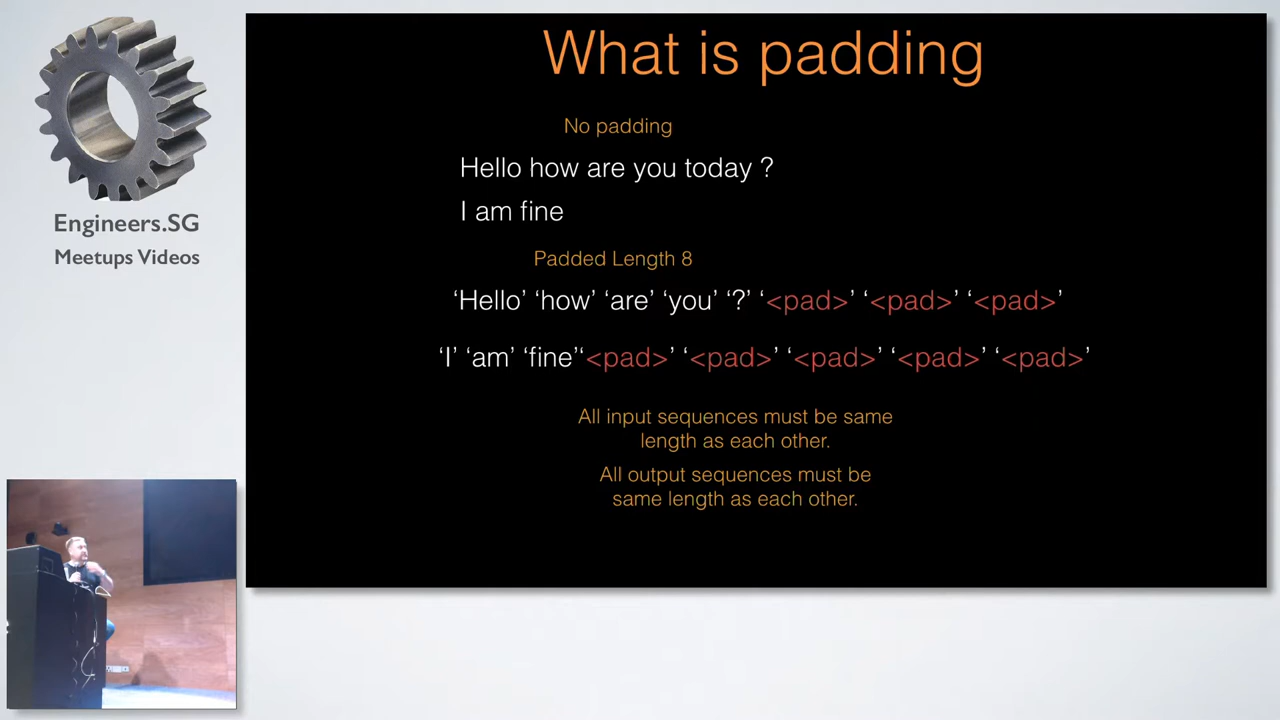 What is padding
No padding
Hello how are you today ?
I am fine
Padded Length 8
‘Hello’ ‘how’ ‘are’ ‘you’ ‘?’ ‘<pad>’ ‘<pad>’ ‘<pad>’
‘I’ ‘am’ ‘fine’‘<pad>’ ‘<pad>’ ‘<pad>’ ‘<pad>’ ‘<pad>’
All input sequences must be same
length as each other.
All output sequences must be
same length as each other.
Engineers.SG
Meetups Videos